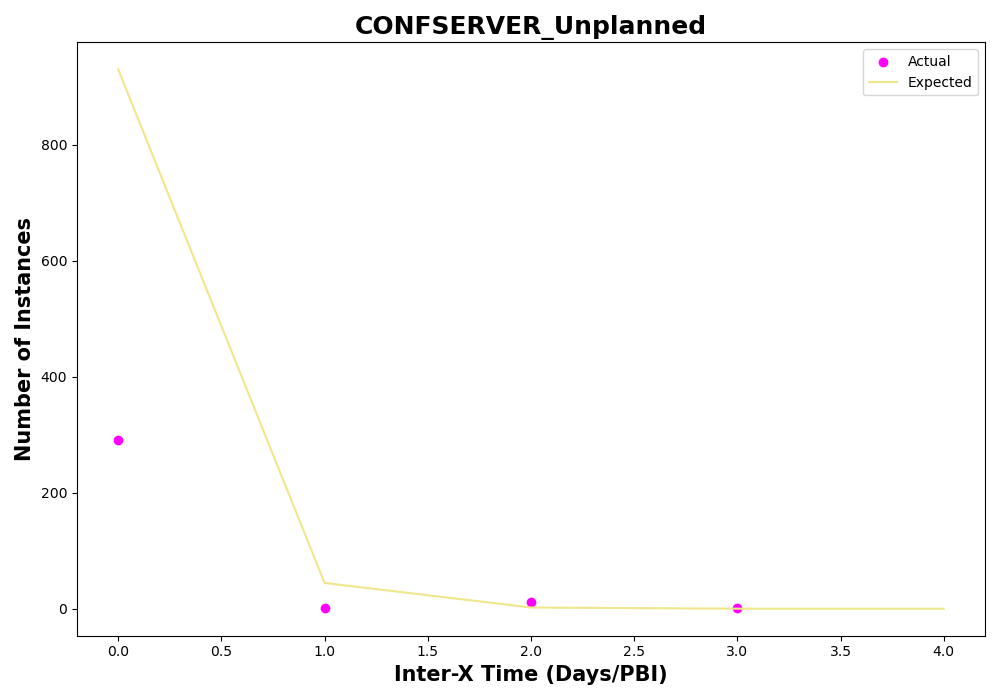 CONFSERVER_Unplanned
Actual
Expected
Number of Instances
800
600
400
200
0
0.0 0.5 1.0 1.5 2.0 2.5 3.0 3.5 4.0
Inter-X Time (Days/PBI)